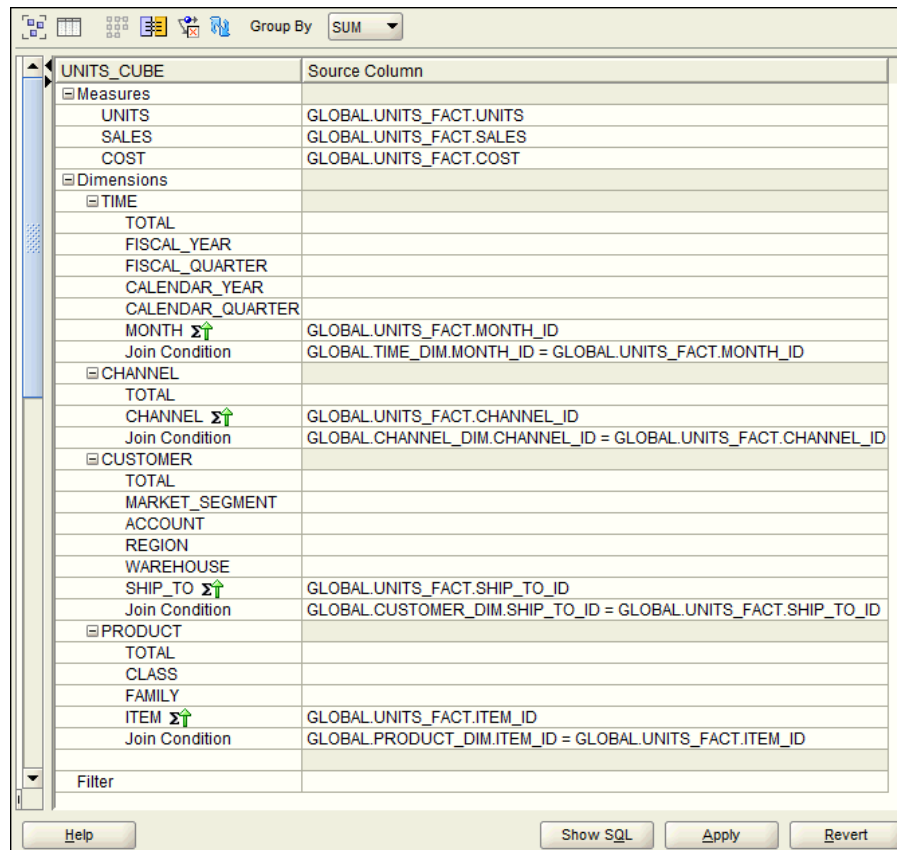 Group By SUM
UNITS_CUBE Source Column
Measures
UNITS GLOBAL.UNITS_FACT.UNITS
SALES GLOBAL.UNITS_FACT.SALES
COST GLOBAL.UNITS_FACT.COST
Dimensions
TIME
TOTAL
FISCAL_YEAR
FISCAL_QUARTER
CALENDAR_YEAR
CALENDAR_QUARTER
MONTH Σ GLOBAL.UNITS_FACT.MONTH_ID
Join Condition GLOBAL.TIME_DIM.MONTH_ID = GLOBAL.UNITS_FACT.MONTH_ID
CHANNEL
TOTAL
CHANNEL Σ GLOBAL.UNITS_FACT.CHANNEL_ID
Join Condition GLOBAL.CHANNEL_DIM.CHANNEL_ID = GLOBAL.UNITS_FACT.CHANNEL_ID
CUSTOMER
TOTAL
MARKET_SEGMENT
ACCOUNT
REGION
WAREHOUSE
SHIP_TO Σ GLOBAL.UNITS_FACT.SHIP_TO_ID
Join Condition GLOBAL.CUSTOMER_DIM.SHIP_TO_ID = GLOBAL.UNITS_FACT.SHIP_TO_ID
PRODUCT
TOTAL
CLASS
FAMILY
ITEM Σ GLOBAL.UNITS_FACT.ITEM_ID
Join Condition GLOBAL.PRODUCT_DIM.ITEM_ID = GLOBAL.UNITS_FACT.ITEM_ID
Filter
Help Show SQL Apply Revert